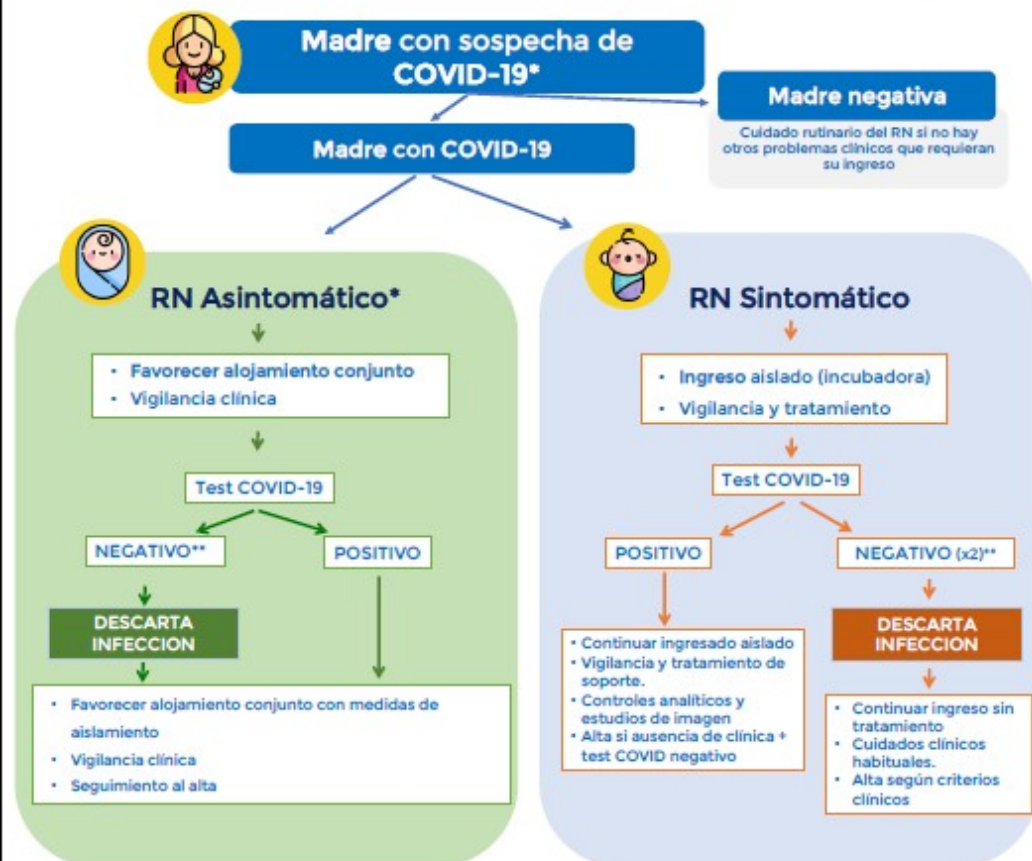 Madre con sospecha de
COVID-19*
Madre negativa
Cuidado rutinario del RN si no hay
otros problemas clínicos que requieran
su ingreso
Madre con COVID-19
RN Asintomático*
• Favorecer alojamiento conjunto
• Vigilancia clínica
Test COVID-19
NEGATIVO**
POSITIVO
DESCARTA
INFECCION
• Favorecer alojamiento conjunto con medidas de
aislamiento
• Vigilancia clínica
• Seguimiento al alta
RN Sintomático
• Ingreso aislado (incubadora)
• Vigilancia y tratamiento
Test COVID-19
POSITIVO
NEGATIVO (x2)**
• Continuar ingresado aislado
• Vigilancia y tratamiento de
soporte.
• Controles analíticos y
estudios de imagen
• Alta si ausencia de clínica +
test COVID negativo
DESCARTA
INFECCION
• Continuar ingreso sin
tratamiento
• Cuidados clínicos
habituales.
• Alta según criterios
clínicos